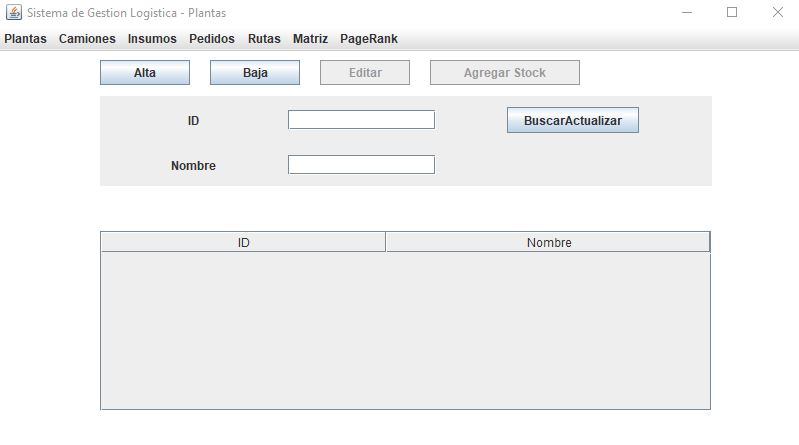 Sistema de Gestion Logistica - Plantas
Plantas Camiones Insumos Pedidos Rutas Matriz PageRank
Alta Baja Editar Agregar Stock
ID BuscarActualizar
Nombre
ID Nombre